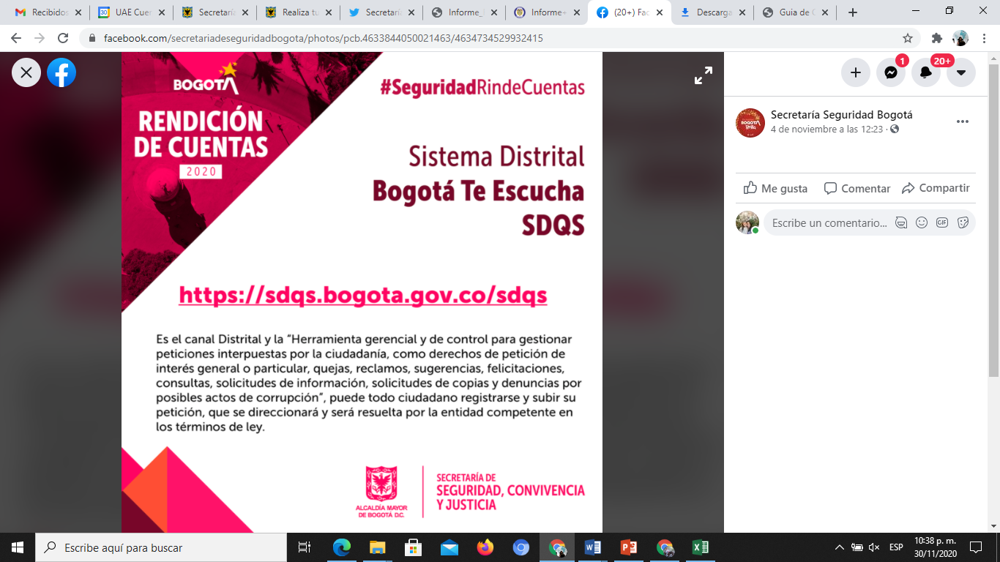 Recibidos
UAE Cuen
Secretaría
Realiza tu
Secretaría
Informe_
Informe+
(20+) Fac
Descarga
Guia de C
facebook.com/secretariadeseguridadbogota/photos/pcb.4633844050021463/4634734529932415
BOGOTÁ
RENDICIÓN
DE CUENTAS
2020
#SeguridadRindeCuentas
Sistema Distrital
Bogotá Te Escucha
SDQS
https://sdqs.bogota.gov.co/sdqs
Es el canal Distrital y la “Herramienta gerencial y de control para gestionar
peticiones interpuestas por la ciudadanía, como derechos de petición de
interés general o particular, quejas, reclamos, sugerencias, felicitaciones,
consultas, solicitudes de información, solicitudes de copias y denuncias por
posibles actos de corrupción”, puede todo ciudadano registrarse y subir su
petición, que se direccionará y será resuelta por la entidad competente en
los términos de ley.
ALCALDÍA MAYOR
DE BOGOTÁ D.C.
SECRETARÍA DE
SEGURIDAD, CONVIVENCIA
Y JUSTICIA
1
20+
Secretaría Seguridad Bogotá
4 de noviembre a las 12:23 ·
Me gusta
Comentar
Compartir
Escribe un comentario...
GIF
Escribe aquí para buscar
ESP
10:38 p. m.
30/11/2020